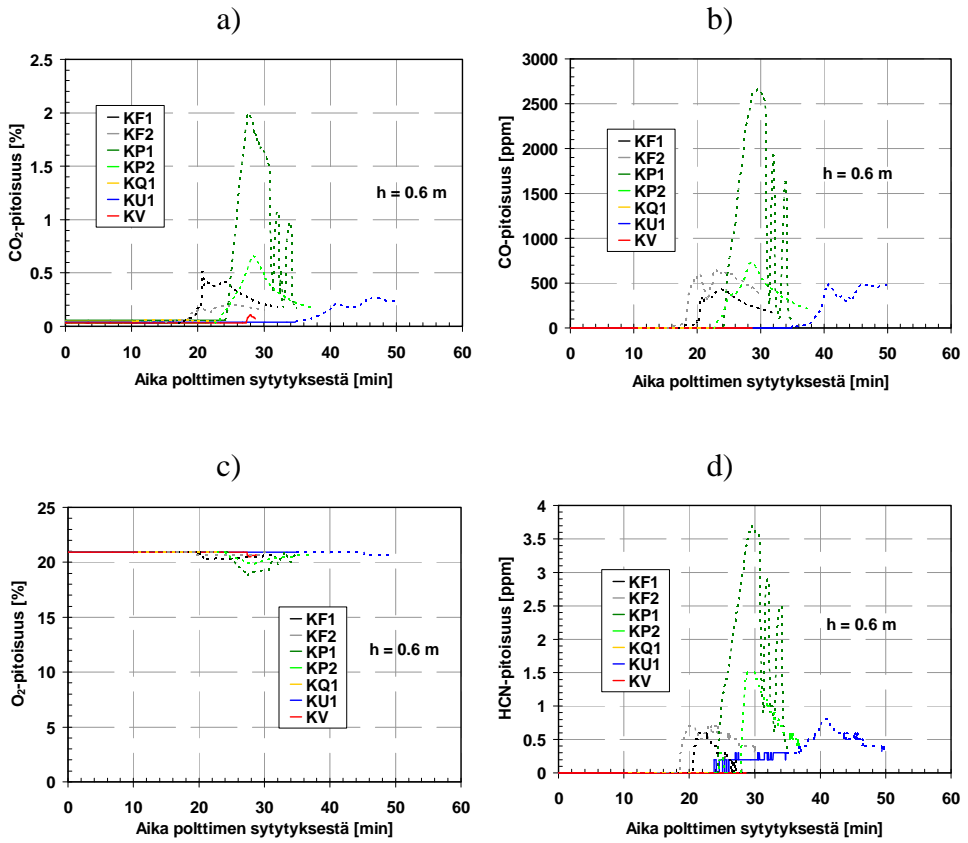 a)
CO₂-pitoisuus [%]
2.5
2
1.5
1
0.5
0
KF1
KF2
KP1
KP2
KQ1
KU1
KV
h = 0.6 m
0 10 20 30 40 50 60
Aika polttimen sytytyksestä [min]
b)
CO-pitoisuus [ppm]
3000
2500
2000
1500
1000
500
0
KF1
KF2
KP1
KP2
KQ1
KU1
KV
h = 0.6 m
0 10 20 30 40 50 60
Aika polttimen sytytyksestä [min]
c)
O₂-pitoisuus [%]
25
20
15
10
5
0
KF1
KF2
KP1
KP2
KQ1
KU1
KV
h = 0.6 m
0 10 20 30 40 50 60
Aika polttimen sytytyksestä [min]
d)
HCN-pitoisuus [ppm]
4
3.5
3
2.5
2
1.5
1
0.5
0
KF1
KF2
KP1
KP2
KQ1
KU1
KV
h = 0.6 m
0 10 20 30 40 50 60
Aika polttimen sytytyksestä [min]